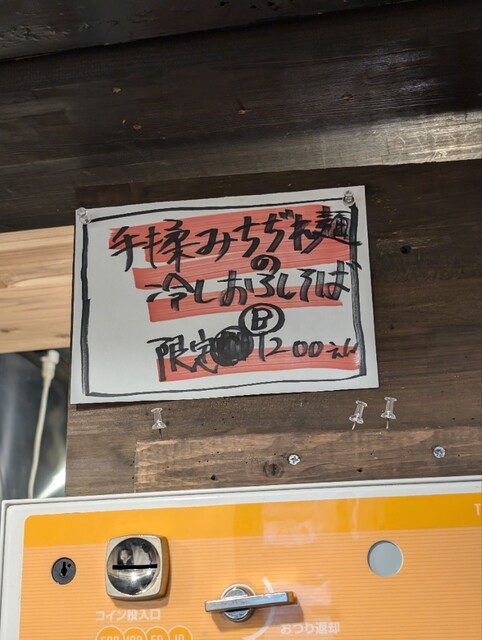 手揉みちぢれ麺
の
冷しおろしそば
B
限定 1200えん
T
コイン投入口
500 100 50 10
おつり返却